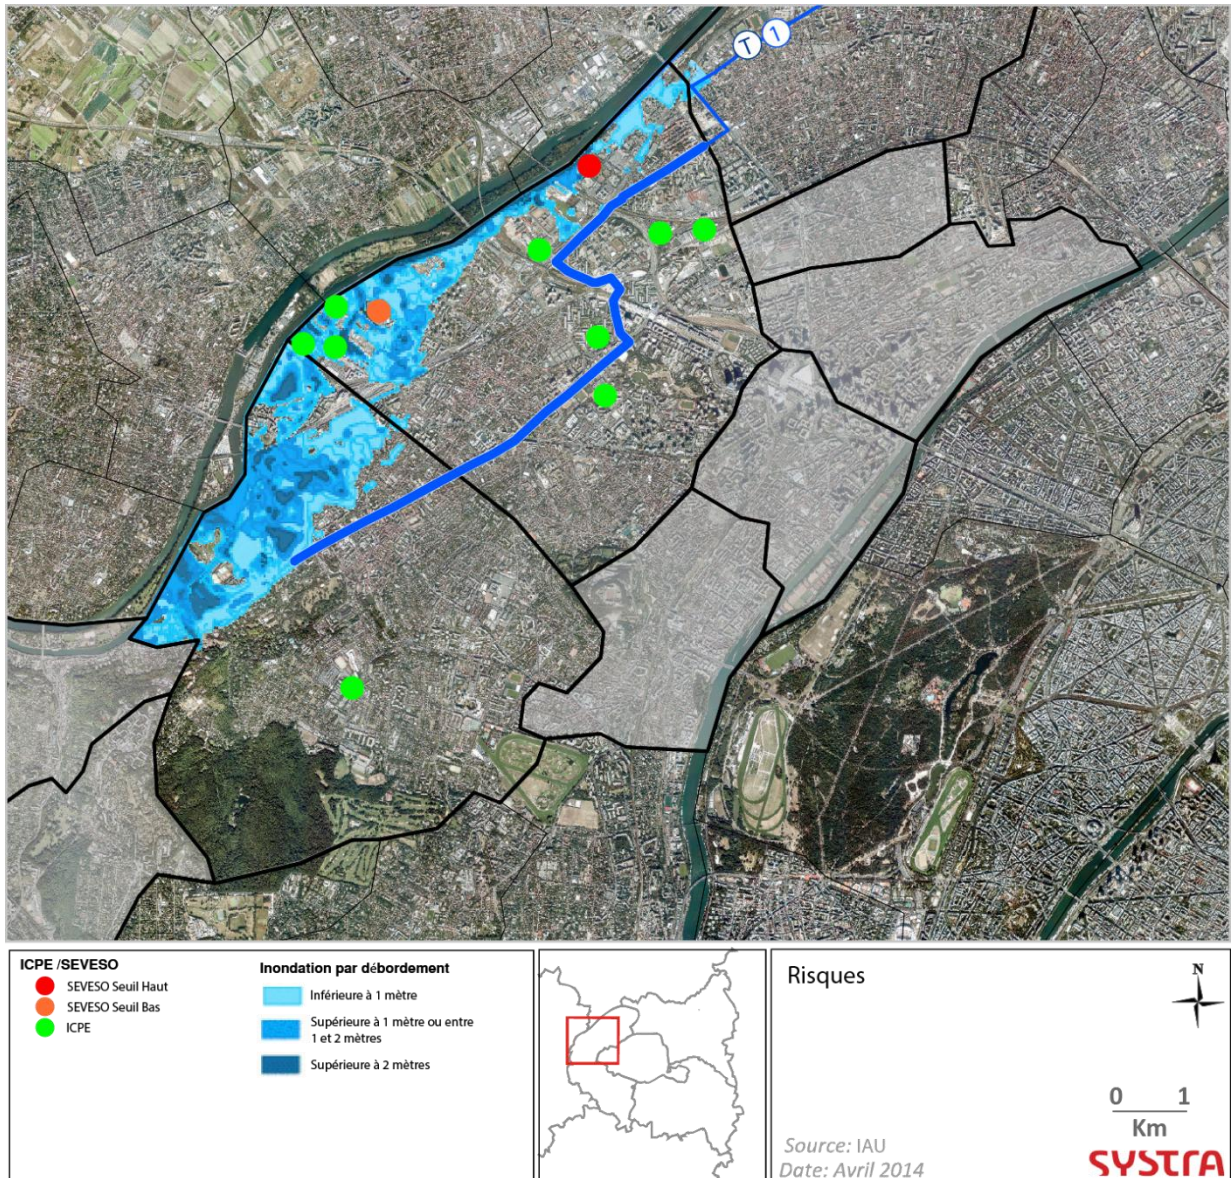 T 1
ICPE /SEVESO
SEVESO Seuil Haut
SEVESO Seuil Bas
ICPE
Inondation par débordement
Inférieure à 1 mètre
Supérieure à 1 mètre ou entre
1 et 2 mètres
Supérieure à 2 mètres
Risques
N
0 1
Km
Source: IAU
Date: Avril 2014
SYSTRA